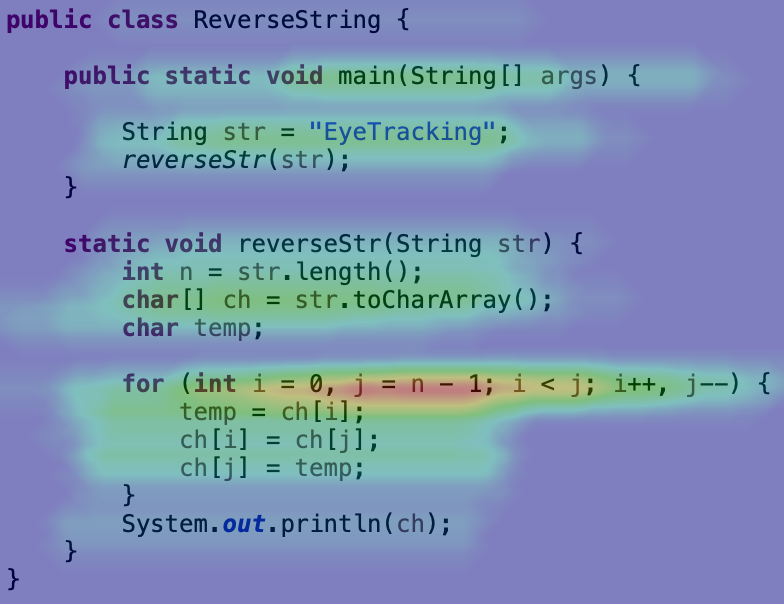 public class ReverseString {
public static void main(String[] args) {
String str = "EyeTracking";
reverseStr(str);
}
static void reverseStr(String str) {
int n = str.length();
char[] ch = str.toCharArray();
char temp;
for (int i = 0, j = n - 1; i < j; i++, j--) {
temp = ch[i];
ch[i] = ch[j];
ch[j] = temp;
}
System.out.println(ch);
}
}